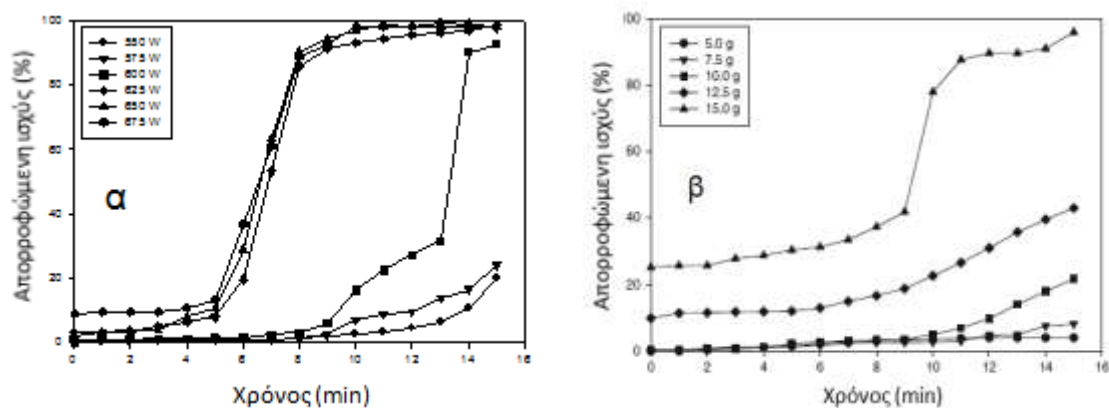 Απορροφώμενη ισχύς (%)
100
80
60
40
20
0
550 W
575 W
600 W
625 W
650 W
675 W
α
0 2 4 6 8 10 12 14 16
Χρόνος (min)
Απορροφώμενη ισχύς (%)
100
80
60
40
20
0
5.0 g
7.5 g
10.0 g
12.5 g
15.0 g
β
0 2 4 6 8 10 12 14 16
Χρόνος (min)